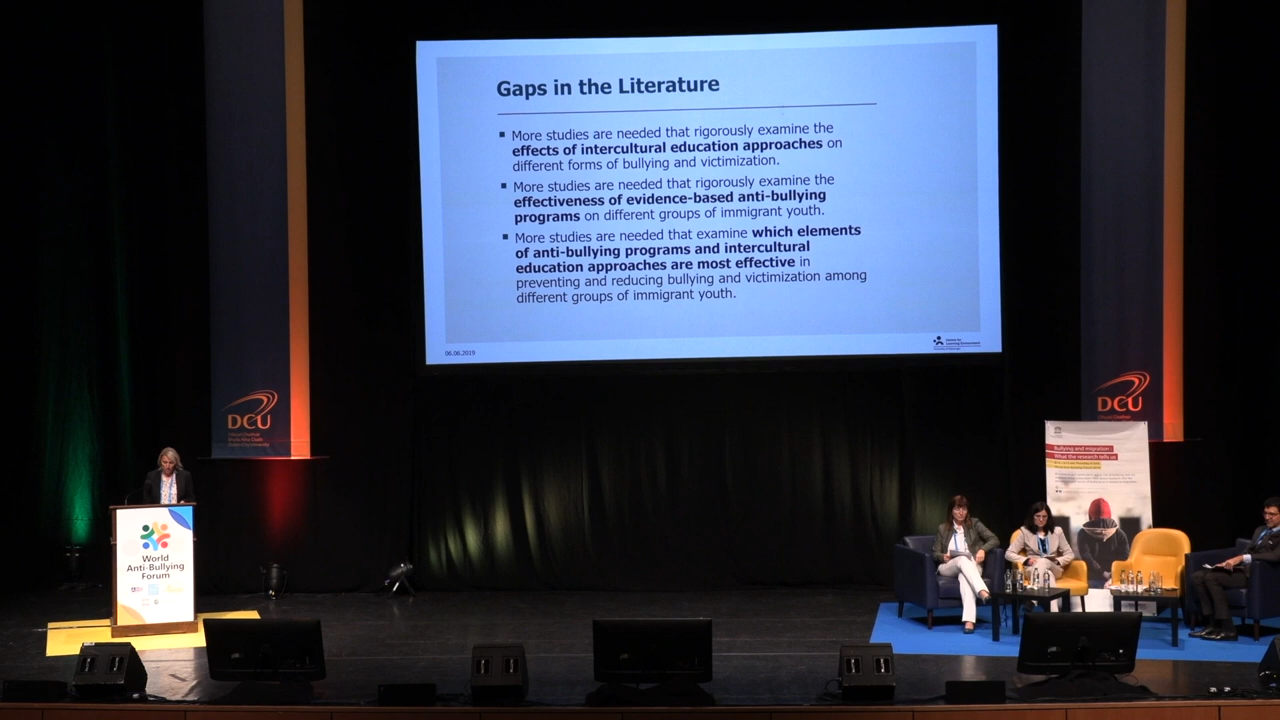 Gaps in the Literature
More studies are needed that rigorously examine the
effects of intercultural education approaches on
different forms of bullying and victimization.
More studies are needed that rigorously examine the
effectiveness of evidence-based anti-bullying
programs on different groups of immigrant youth.
More studies are needed that examine which elements
of anti-bullying programs and intercultural
education approaches are most effective in
preventing and reducing bullying and victimization among
different groups of immigrant youth.
06.06.2019
DCU
DCU
World
Anti-Bullying
Forum
Bullying and migration :
What the research tells us